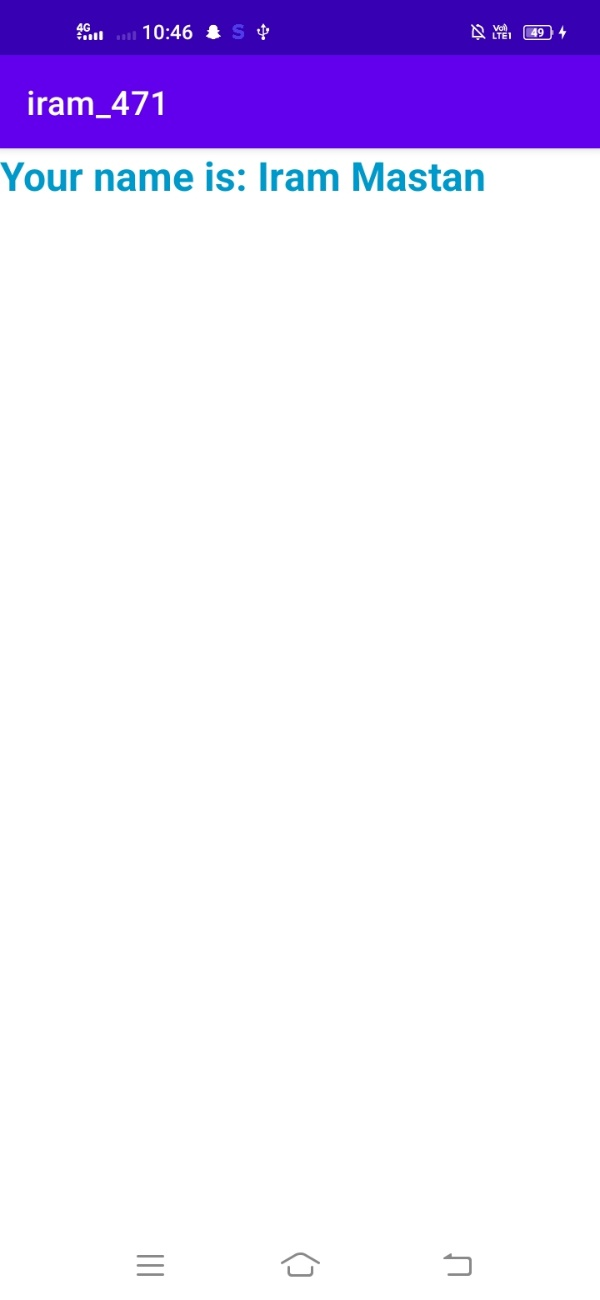 4G 10:46 S Vo) LTE1 49
iram_471
Your name is: Iram Mastan